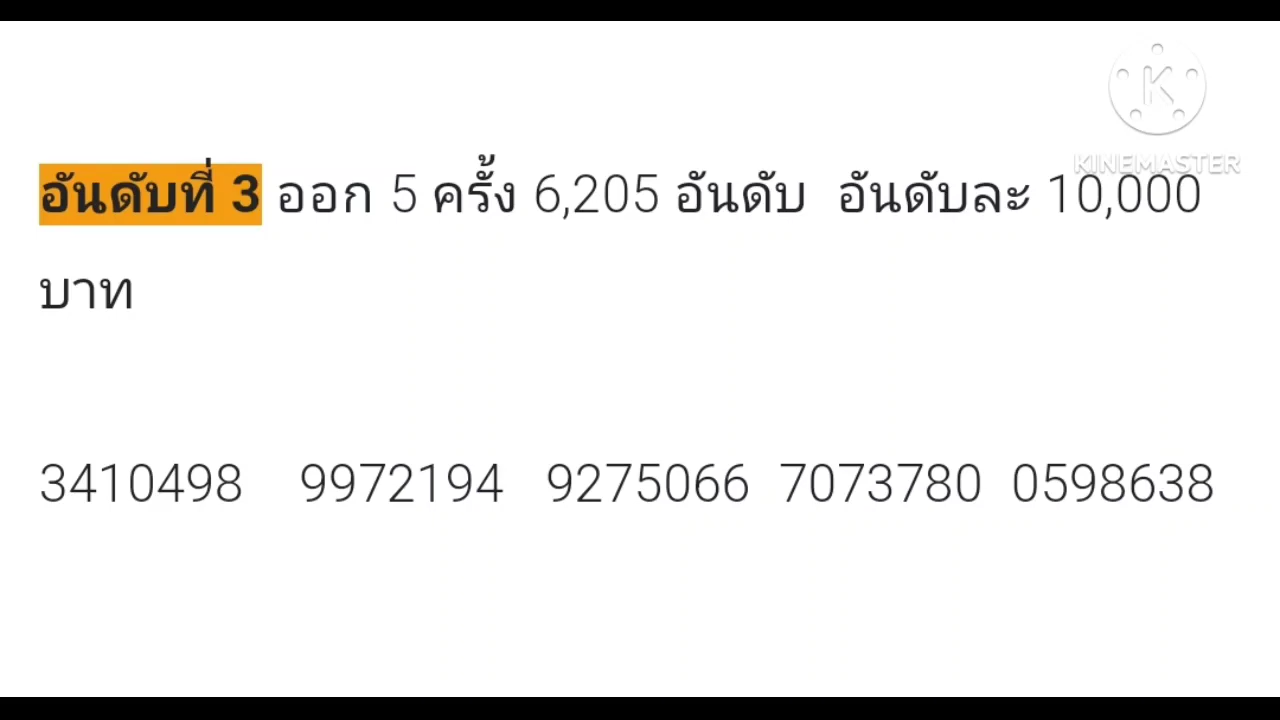 K
KINEMASTER
อันดับที่ 3 ออก 5 ครั้ง 6,205 อันดับ อันดับละ 10,000
บาท
3410498 9972194 9275066 7073780 0598638